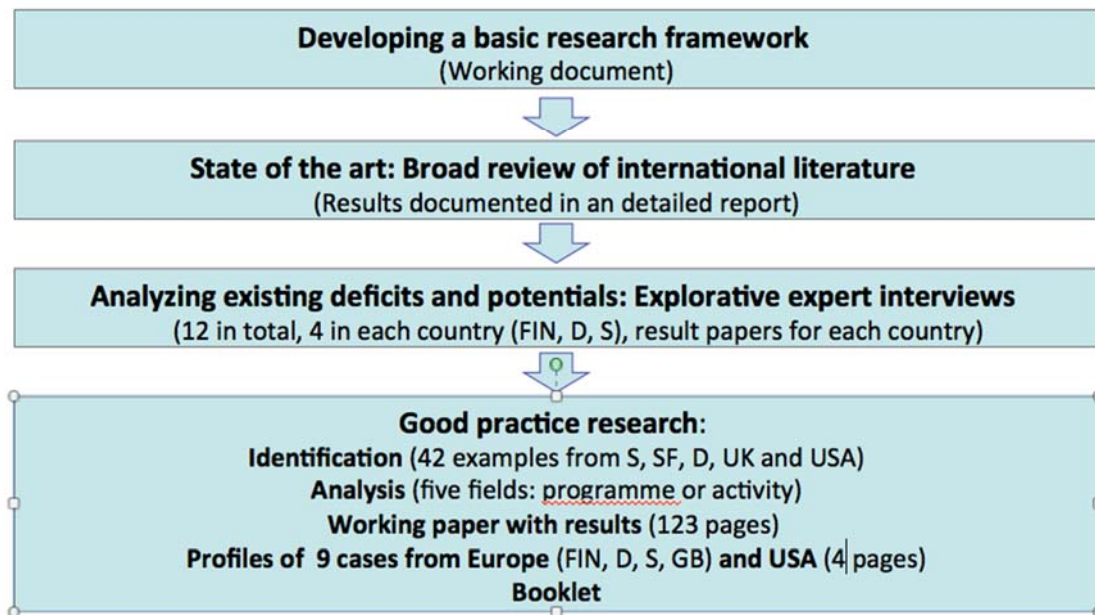 Developing a basic research framework
(Working document)
State of the art: Broad review of international literature
(Results documented in an detailed report)
Analyzing existing deficits and potentials: Explorative expert interviews
(12 in total, 4 in each country (FIN, D, S), result papers for each country)
Good practice research:
Identification (42 examples from S, SF, D, UK and USA)
Analysis (five fields: programme or activity)
Working paper with results (123 pages)
Profiles of 9 cases from Europe (FIN, D, S, GB) and USA (4 pages)
Booklet